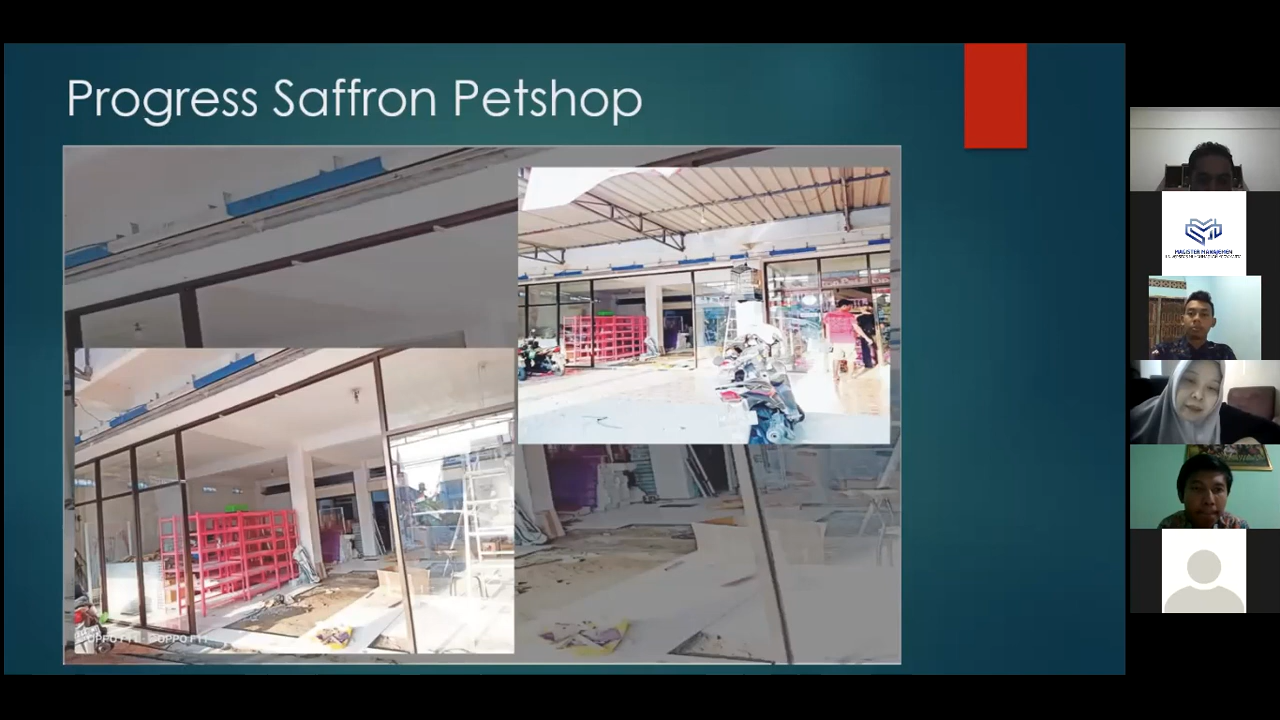 Progress Saffron Petshop
OPPO F11 · © OPPO F11
MAGISTER MANAJEMEN